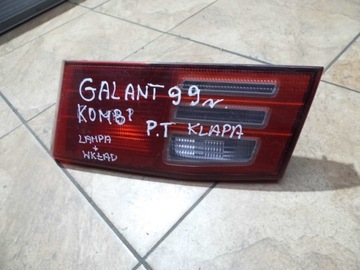 GALANT 99r.
KOMBI
P.T KLAPA
LAMPA
+
WKŁAD